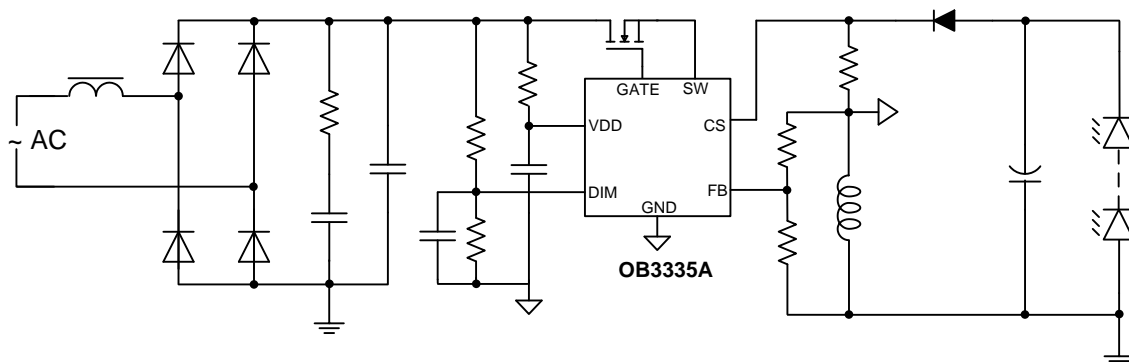 GATE
SW
~ AC
VDD
CS
DIM
FB
GND
OB3335A